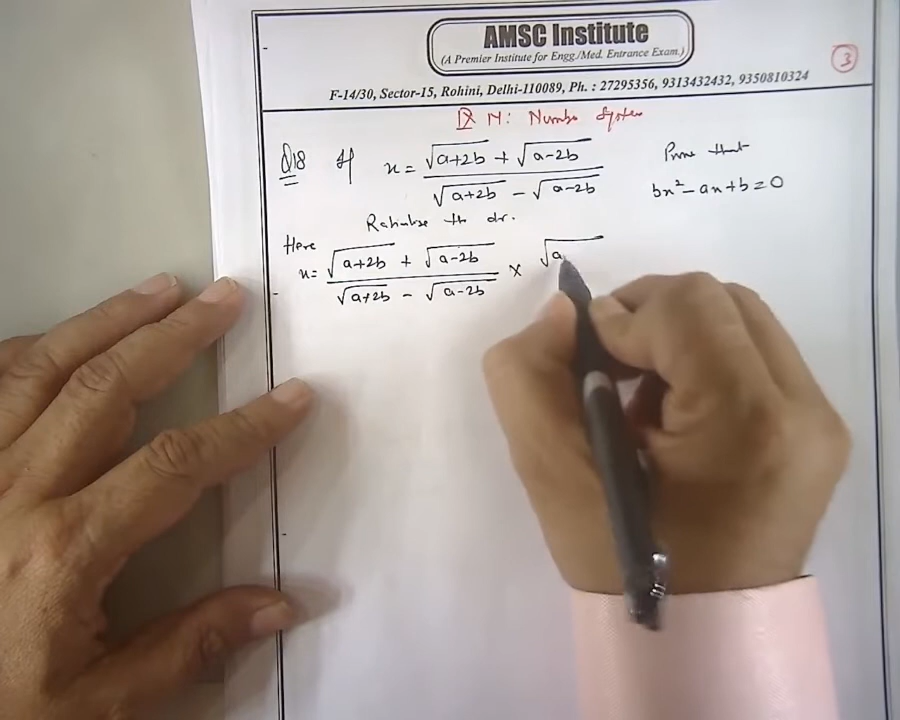 AMSC Institute
(A Premier Institute for Engg./Med. Entrance Exam.)
3
F-14/30, Sector-15, Rohini, Delhi-110089, Ph. : 27295356, 9313432432, 9350810324
IX M: Number System
Q18 If x = (√(a+2b) + √(a-2b)) / (√(a+2b) - √(a-2b)) Prove that
bx² - ax + b = 0
Rationalise the dr.
Here
x = (√(a+2b) + √(a-2b)) / (√(a+2b) - √(a-2b)) × √a